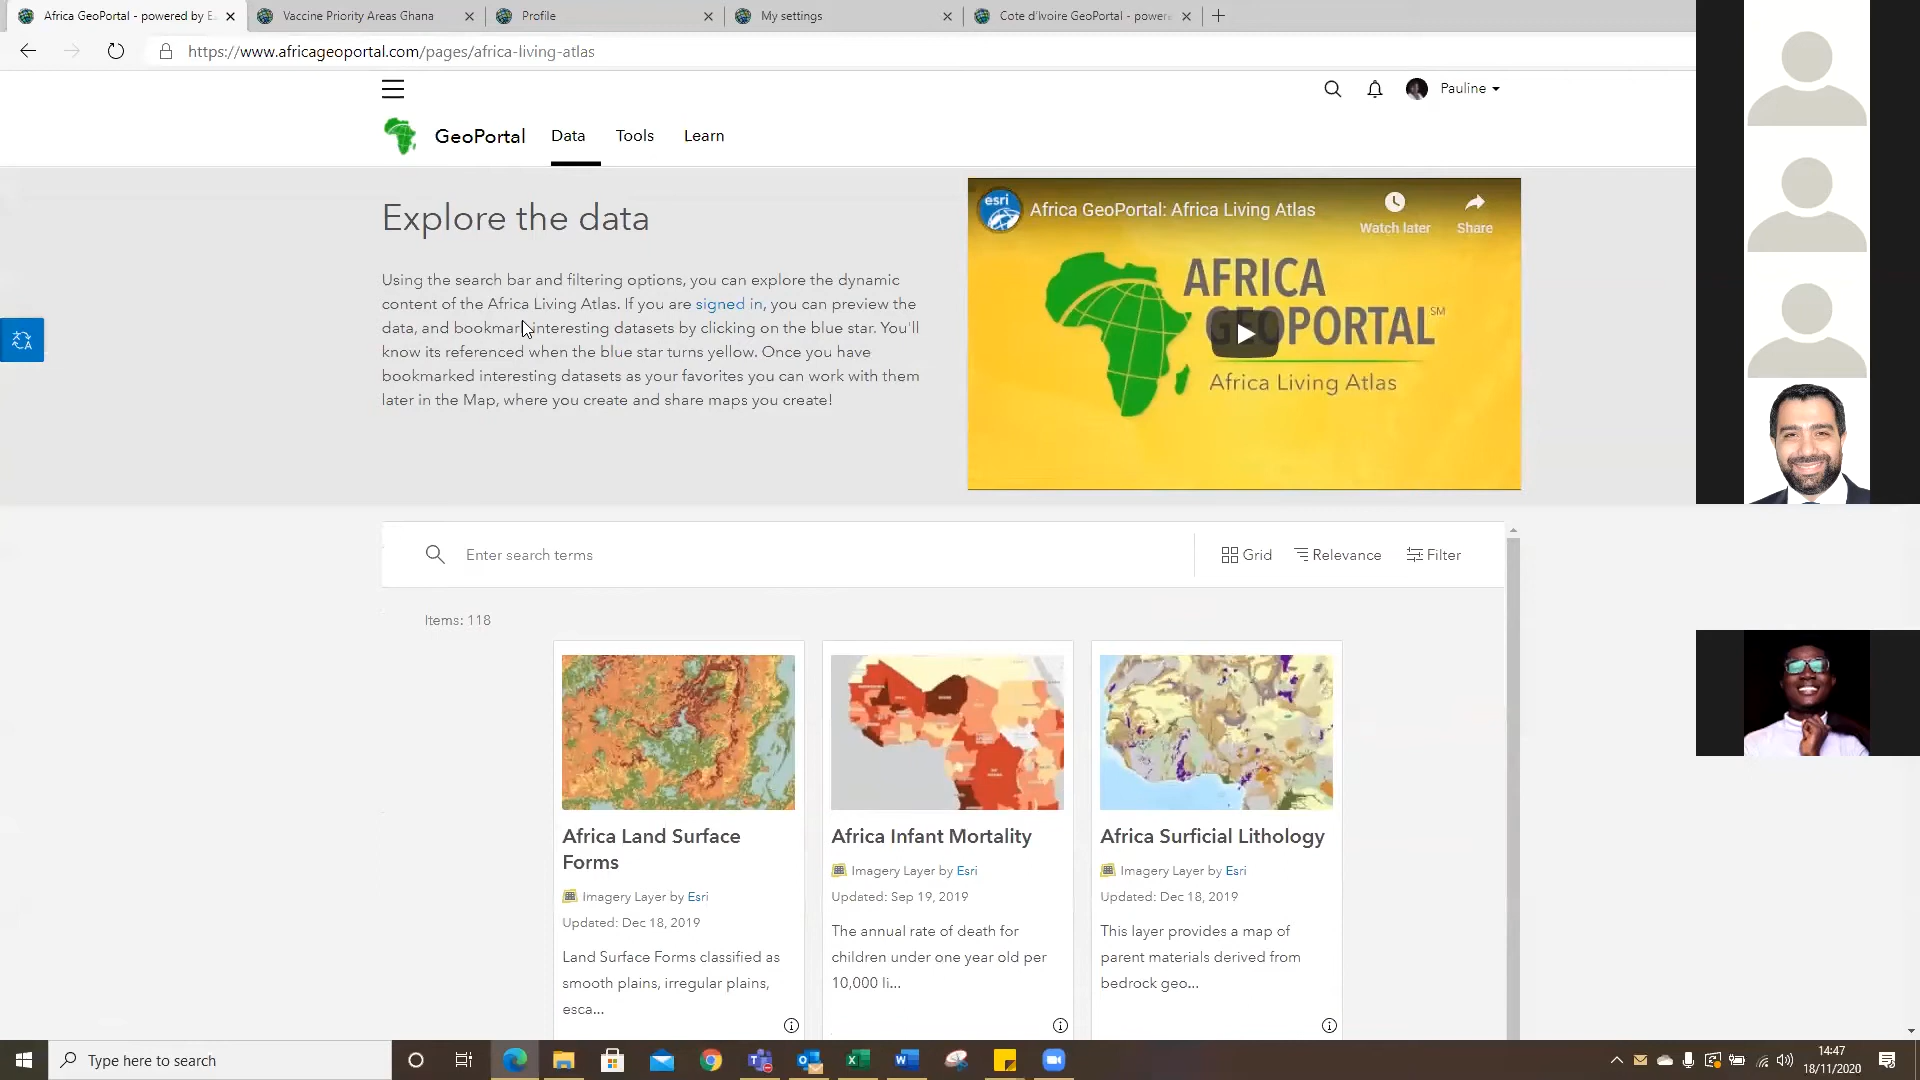 Africa GeoPortal - powered by E
Vaccine Priority Areas Ghana
Profile
My settings
Cote d'Ivoire GeoPortal - power
https://www.africageoportal.com/pages/africa-living-atlas
Pauline
GeoPortal
Data
Tools
Learn
Explore the data
Using the search bar and filtering options, you can explore the dynamic
content of the Africa Living Atlas. If you are signed in, you can preview the
data, and bookmark interesting datasets by clicking on the blue star. You'll
know its referenced when the blue star turns yellow. Once you have
bookmarked interesting datasets as your favorites you can work with them
later in the Map, where you create and share maps you create!
esri
Africa GeoPortal: Africa Living Atlas
Watch later
Share
AFRICA
GEOPORTAL SM
Africa Living Atlas
Enter search terms
Grid
Relevance
Filter
Items: 118
Africa Land Surface
Forms
Imagery Layer by Esri
Updated: Dec 18, 2019
Land Surface Forms classified as
smooth plains, irregular plains,
esca...
Africa Infant Mortality
Imagery Layer by Esri
Updated: Sep 19, 2019
The annual rate of death for
children under one year old per
10,000 li...
Africa Surficial Lithology
Imagery Layer by Esri
Updated: Dec 18, 2019
This layer provides a map of
parent materials derived from
bedrock geo...
Type here to search
14:47
18/11/2020